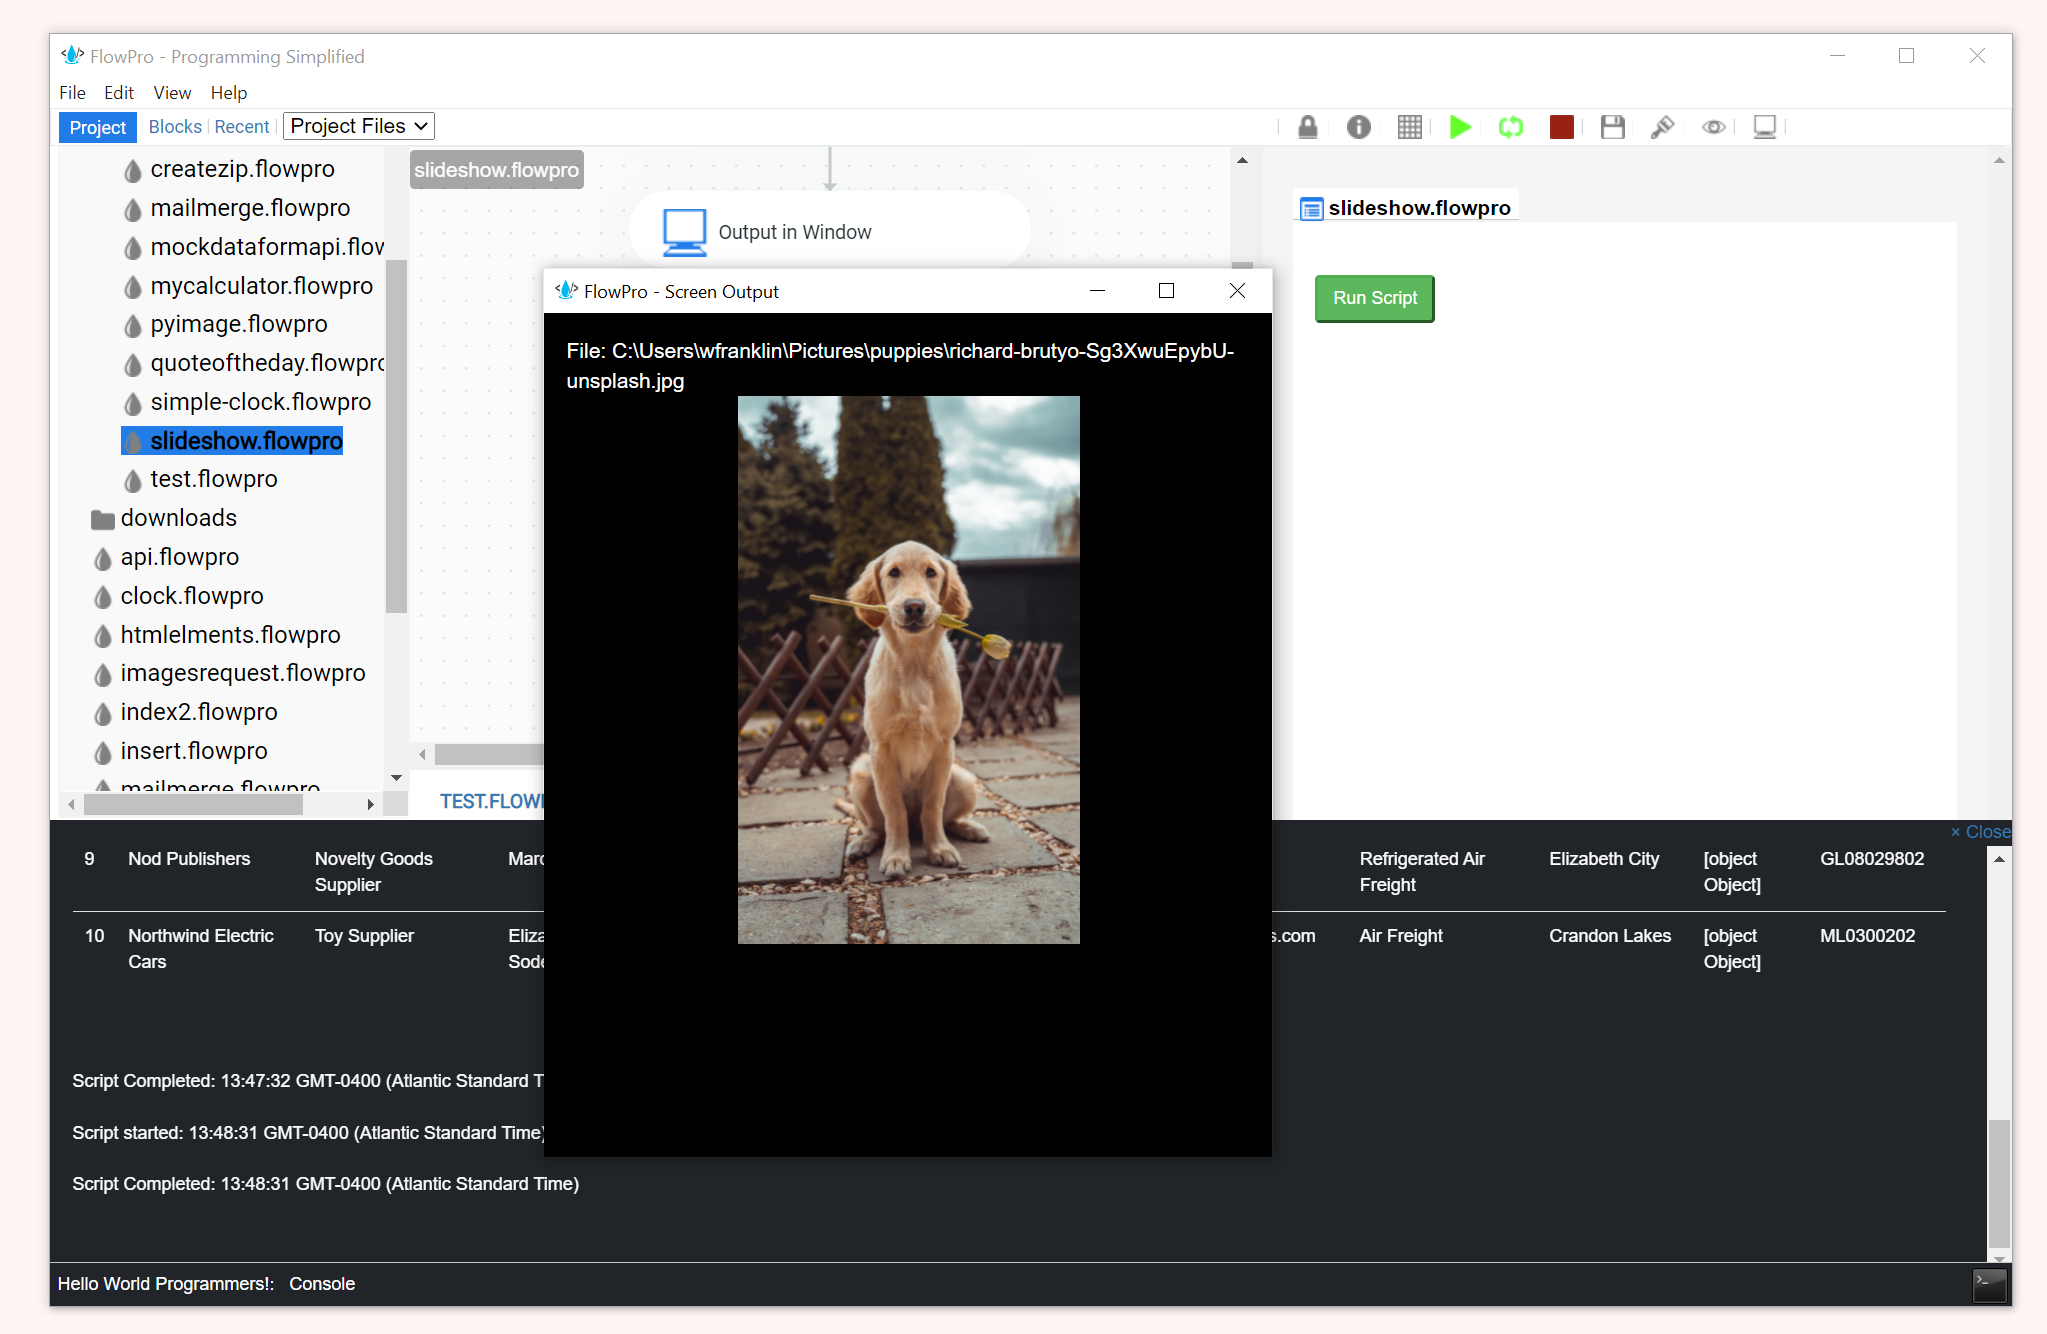 FlowPro - Programming Simplified
File Edit View Help
Project Blocks Recent Project Files
createzip.flowpro
mailmerge.flowpro
mockdataformapi.flow
mycalculator.flowpro
pyimage.flowpro
quoteoftheday.flowpro
simple-clock.flowpro
slideshow.flowpro
test.flowpro
downloads
api.flowpro
clock.flowpro
htmlelments.flowpro
imagesrequest.flowpro
index2.flowpro
insert.flowpro
mailmerge.flowpro
slideshow.flowpro
Output in Window
TEST.FLOW
FlowPro - Screen Output
File: C:\Users\wfranklin\Pictures\puppies\richard-brutyo-Sg3XwuEpybU-
unsplash.jpg
slideshow.flowpro
Run Script
× Close
9 Nod Publishers Novelty Goods Marc Refrigerated Air Elizabeth City [object GL08029802
Supplier Freight Object]
10 Northwind Electric Toy Supplier Eliza s.com Air Freight Crandon Lakes [object ML0300202
Cars Sode Object]
Script Completed: 13:47:32 GMT-0400 (Atlantic Standard T
Script started: 13:48:31 GMT-0400 (Atlantic Standard Time)
Script Completed: 13:48:31 GMT-0400 (Atlantic Standard Time)
Hello World Programmers!: Console